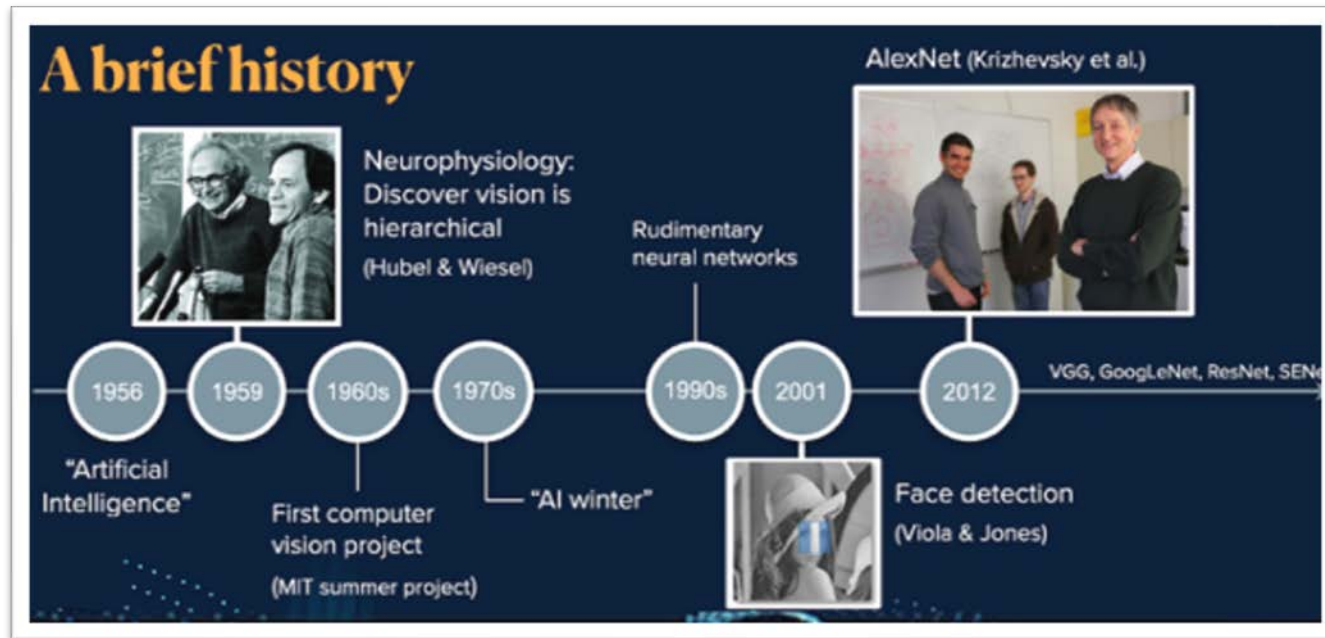 A brief history
AlexNet (Krizhevsky et al.)
Neurophysiology:
Discover vision is
hierarchical
(Hubel & Wiesel)
Rudimentary
neural networks
1956
1959
1960s
1970s
1990s
2001
2012
VGG, GoogLeNet, ResNet, SENe
“Artificial
Intelligence”
First computer
vision project
(MIT summer project)
“AI winter”
Face detection
(Viola & Jones)